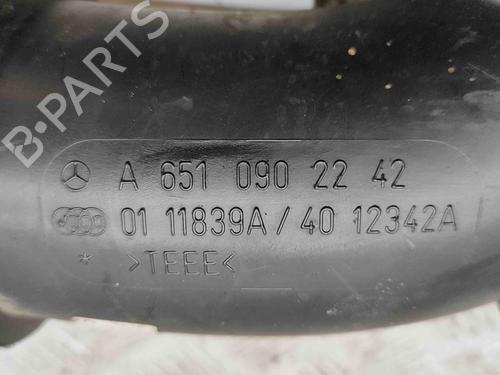 B-PARTS
A 651 090 22 42
01 11839A/40 12342A
* >TEEE<